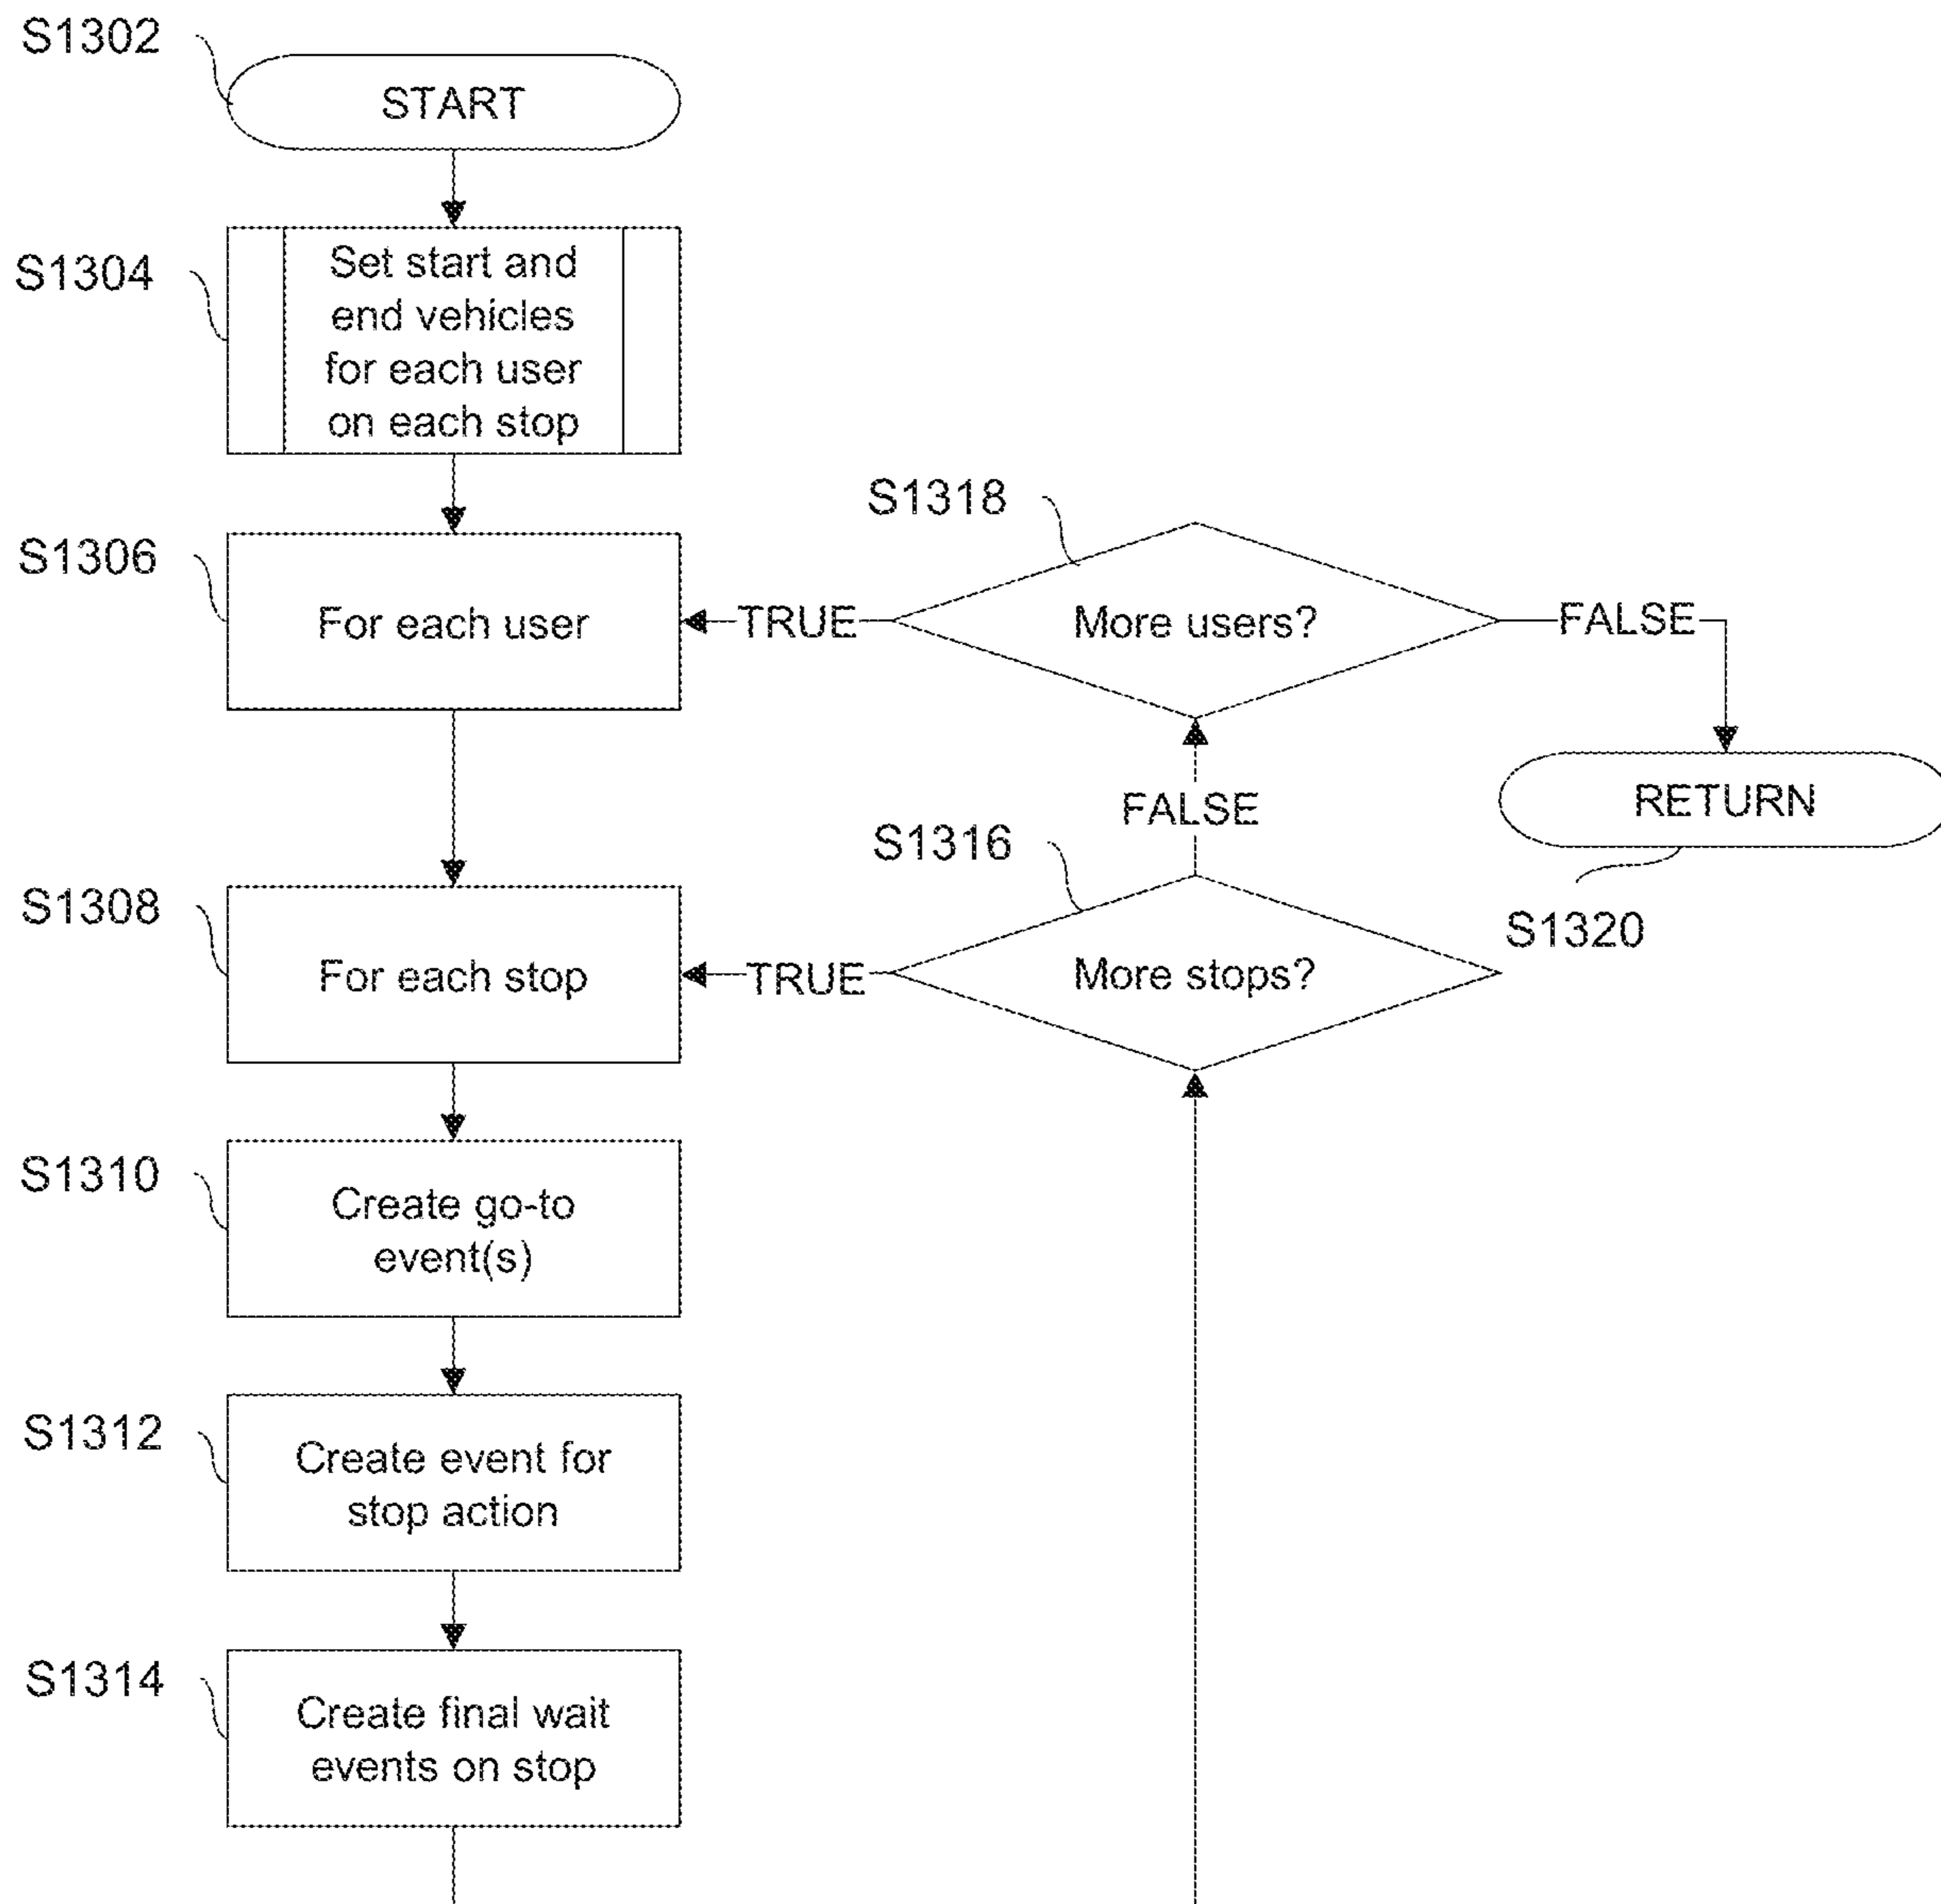 S1302
START
S1304
Set start and
end vehicles
for each user
on each stop
S1318
S1306
For each user
TRUE
More users?
FALSE
RETURN
FALSE
S1316
S1308
S1320
For each stop
TRUE
More stops?
S1310
Create go-to
event(s)
S1312
Create event for
stop action
S1314
Create final wait
events on stop